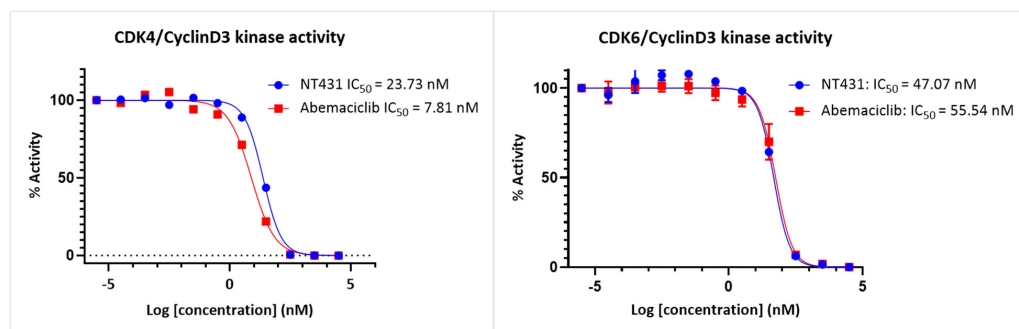 CDK4/CyclinD3 kinase activity
NT431 IC50 = 23.73 nM
Abemaciclib IC50 = 7.81 nM
% Activity
100
50
0
-5
0
5
Log [concentration] (nM)
CDK6/CyclinD3 kinase activity
NT431: IC50 = 47.07 nM
Abemaciclib: IC50 = 55.54 nM
% Activity
100
50
0
-5
0
5
Log [concentration] (nM)